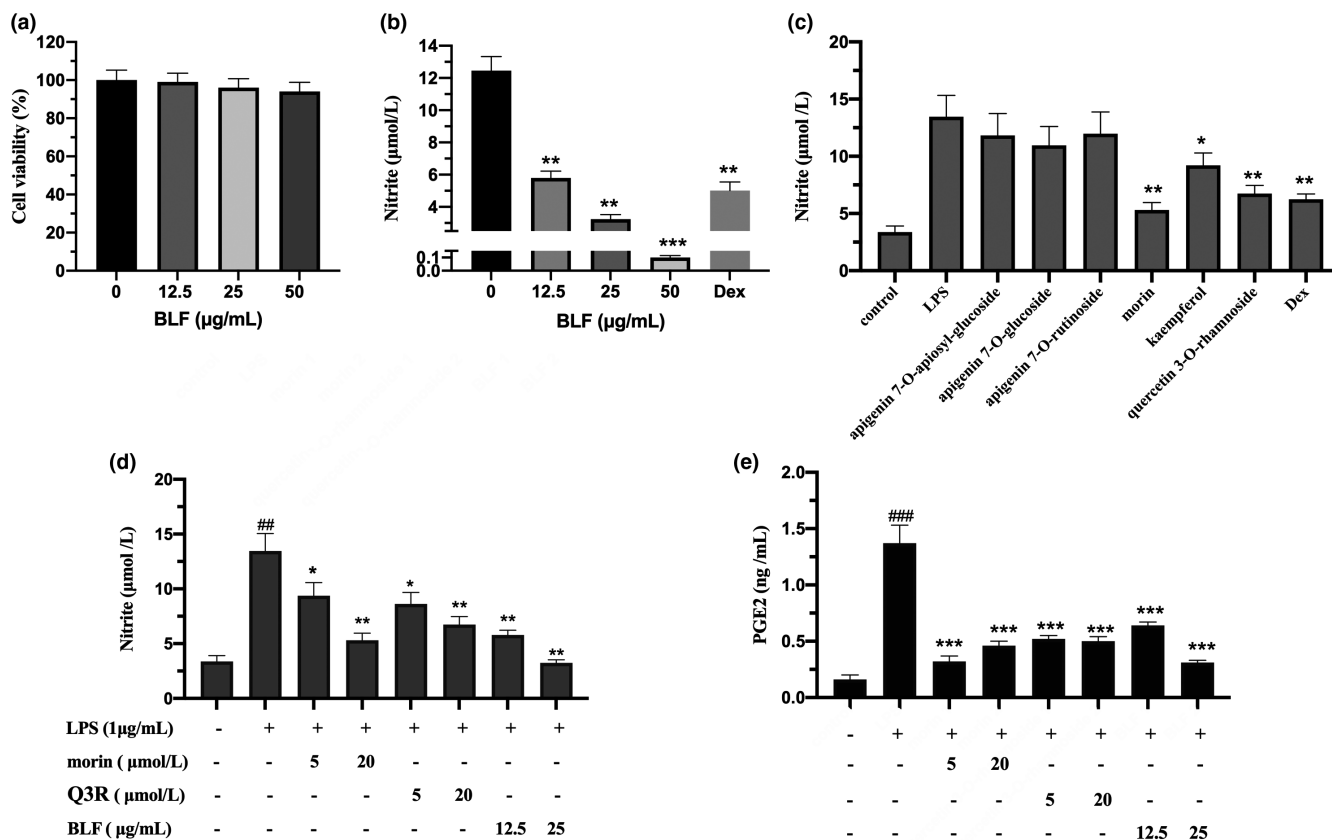 (a)
120
100
80
60
40
20
0
Cell viability (%)
0 12.5 25 50
BLF (µg/mL)
(b)
14
12
10
8
6
4
0.1
0.0
Nitrite (µmol/L)
**
**
***
**
0 12.5 25 50 Dex
BLF (µg/mL)
(c)
20
15
10
5
0
Nitrite (µmol /L)
**
*
**
**
control
LPS
apigenin 7-O-apiosyl-glucoside
apigenin 7-O-glucoside
apigenin 7-O-rutinoside
morin
kaempferol
quercetin 3-O-rhamnoside
Dex
(d)
20
15
10
5
0
Nitrite (µmol /L)
##
*
**
*
**
**
**
LPS (1µg/mL) - + + + + + + +
morin ( µmol/L) - - 5 20 - - - -
Q3R ( µmol/L) - - - - 5 20 - -
BLF (µg/mL) - - - - - - 12.5 25
(e)
2.0
1.5
1.0
0.5
0.0
PGE2 (ng /mL)
###
***
***
***
***
***
***
- + + + + + + +
- - 5 20 - - - -
- - - - 5 20 - -
- - - - - - 12.5 25